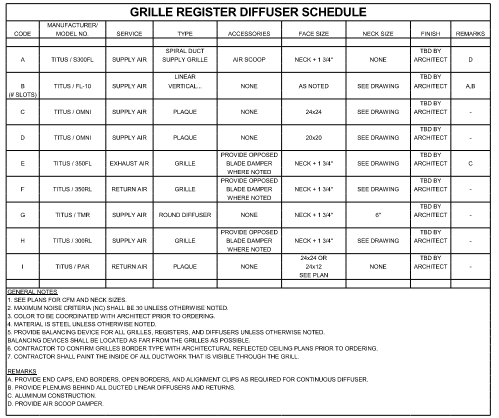 GRILLE REGISTER DIFFUSER SCHEDULE
CODE MANUFACTURER/ MODEL NO. SERVICE TYPE ACCESSORIES FACE SIZE NECK SIZE FINISH REMARKS
A TITUS / S300FL SUPPLY AIR SPIRAL DUCT SUPPLY GRILLE AIR SCOOP NECK + 1 3/4" NONE TBD BY ARCHITECT D
B (# SLOTS) TITUS / FL-10 SUPPLY AIR LINEAR VERTICAL... NONE AS NOTED SEE DRAWING TBD BY ARCHITECT A,B
C TITUS / OMNI SUPPLY AIR PLAQUE NONE 24x24 SEE DRAWING TBD BY ARCHITECT -
D TITUS / OMNI SUPPLY AIR PLAQUE NONE 20x20 SEE DRAWING TBD BY ARCHITECT -
E TITUS / 350FL EXHAUST AIR GRILLE PROVIDE OPPOSED BLADE DAMPER WHERE NOTED NECK + 1 3/4" SEE DRAWING TBD BY ARCHITECT C
F TITUS / 350RL RETURN AIR GRILLE PROVIDE OPPOSED BLADE DAMPER WHERE NOTED NECK + 1 3/4" SEE DRAWING TBD BY ARCHITECT -
G TITUS / TMR SUPPLY AIR ROUND DIFFUSER NONE NECK + 1 3/4" 6" TBD BY ARCHITECT -
H TITUS / 300RL SUPPLY AIR GRILLE PROVIDE OPPOSED BLADE DAMPER WHERE NOTED NECK + 1 3/4" SEE DRAWING TBD BY ARCHITECT -
I TITUS / PAR RETURN AIR PLAQUE NONE 24x24 OR 24x12 SEE PLAN NONE TBD BY ARCHITECT -
GENERAL NOTES
1. SEE PLANS FOR CFM AND NECK SIZES.
2. MAXIMUM NOISE CRITERIA (NC) SHALL BE 30 UNLESS OTHERWISE NOTED.
3. COLOR TO BE COORDINATED WITH ARCHITECT PRIOR TO ORDERING.
4. MATERIAL IS STEEL UNLESS OTHERWISE NOTED.
5. PROVIDE BALANCING DEVICE FOR ALL GRILLES, REGISTERS, AND DIFFUSERS UNLESS OTHERWISE NOTED.
BALANCING DEVICES SHALL BE LOCATED AS FAR FROM THE GRILLES AS POSSIBLE.
6. CONTRACTOR TO CONFIRM GRILLES BORDER TYPE WITH ARCHITECTURAL REFLECTED CEILING PLANS PRIOR TO ORDERING.
7. CONTRACTOR SHALL PAINT THE INSIDE OF ALL DUCTWORK THAT IS VISIBLE THROUGH THE GRILL.
REMARKS
A. PROVIDE END CAPS, END BORDERS, OPEN BORDERS, AND ALIGNMENT CLIPS AS REQUIRED FOR CONTINUOUS DIFFUSER.
B. PROVIDE PLENUMS BEHIND ALL DUCTED LINEAR DIFFUSERS AND RETURNS.
C. ALUMINUM CONSTRUCTION.
D. PROVIDE AIR SCOOP DAMPER.